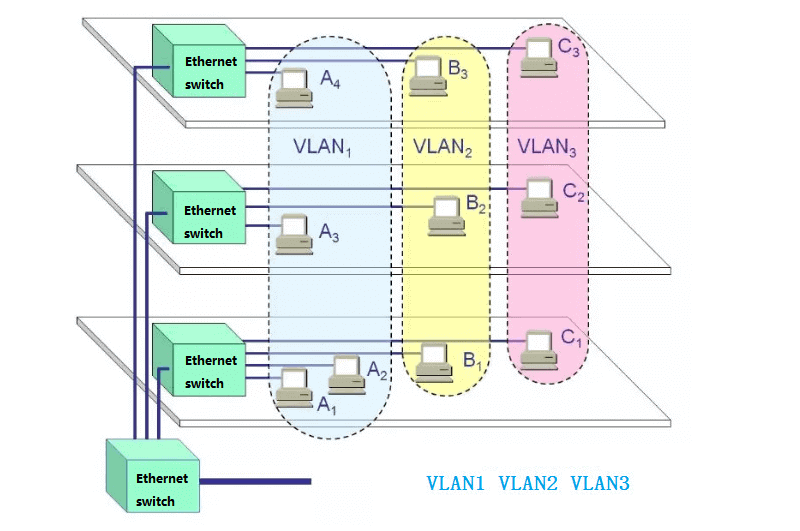 Ethernet
switch
A4
B3
C3
VLAN1
VLAN2
VLAN3
Ethernet
switch
A3
B2
C2
Ethernet
switch
A1
A2
B1
C1
Ethernet
switch
VLAN1 VLAN2 VLAN3